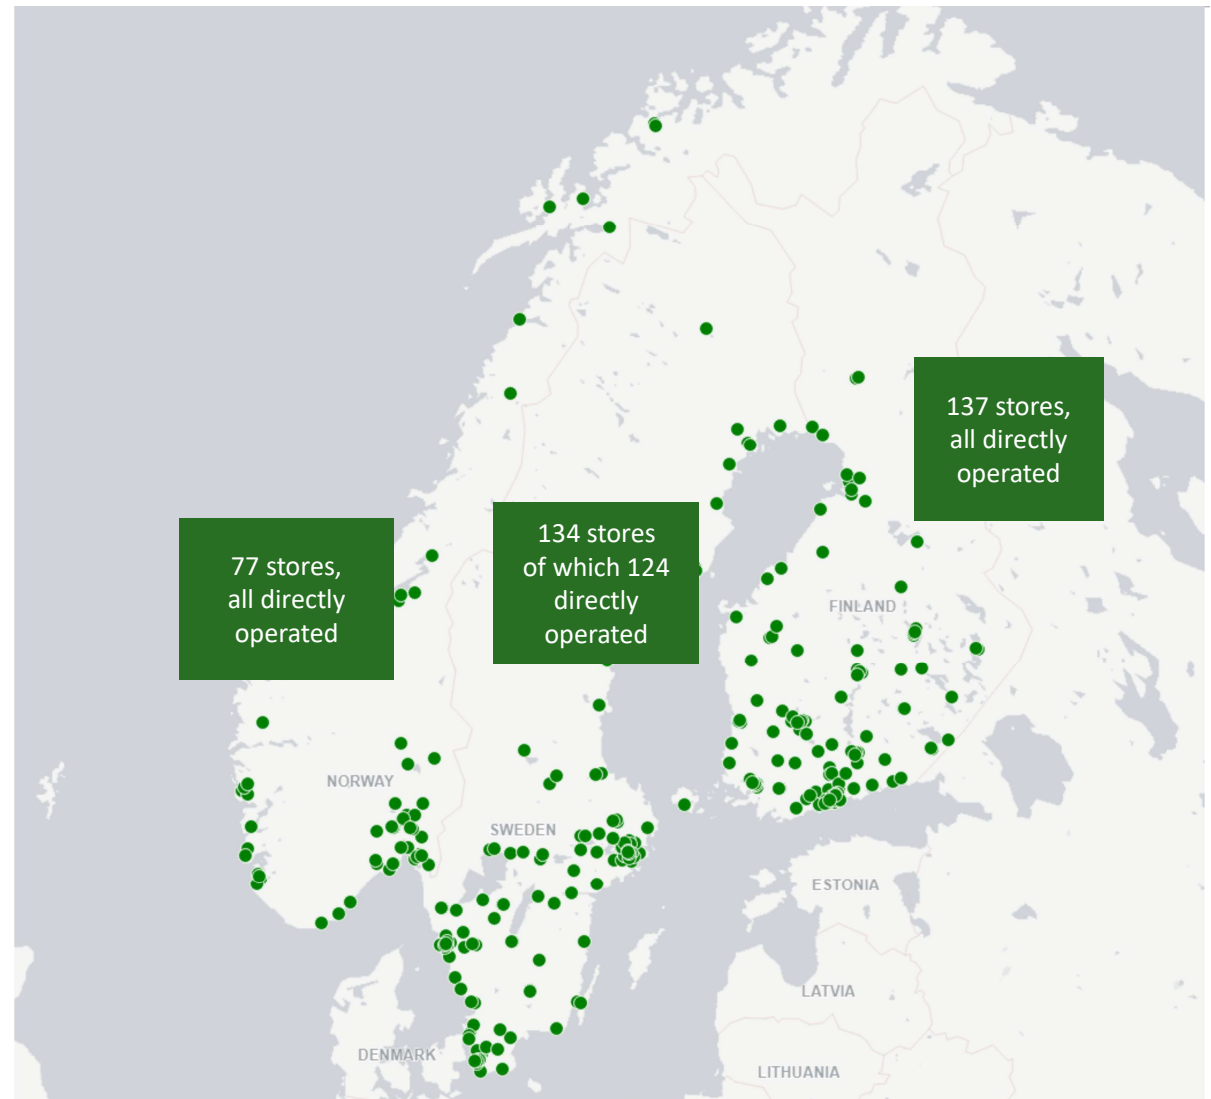 137 stores,
all directly
operated
134 stores
of which 124
directly
operated
77 stores,
all directly
operated
FINLAND
NORWAY
SWEDEN
ESTONIA
LATVIA
DENMARK
LITHUANIA